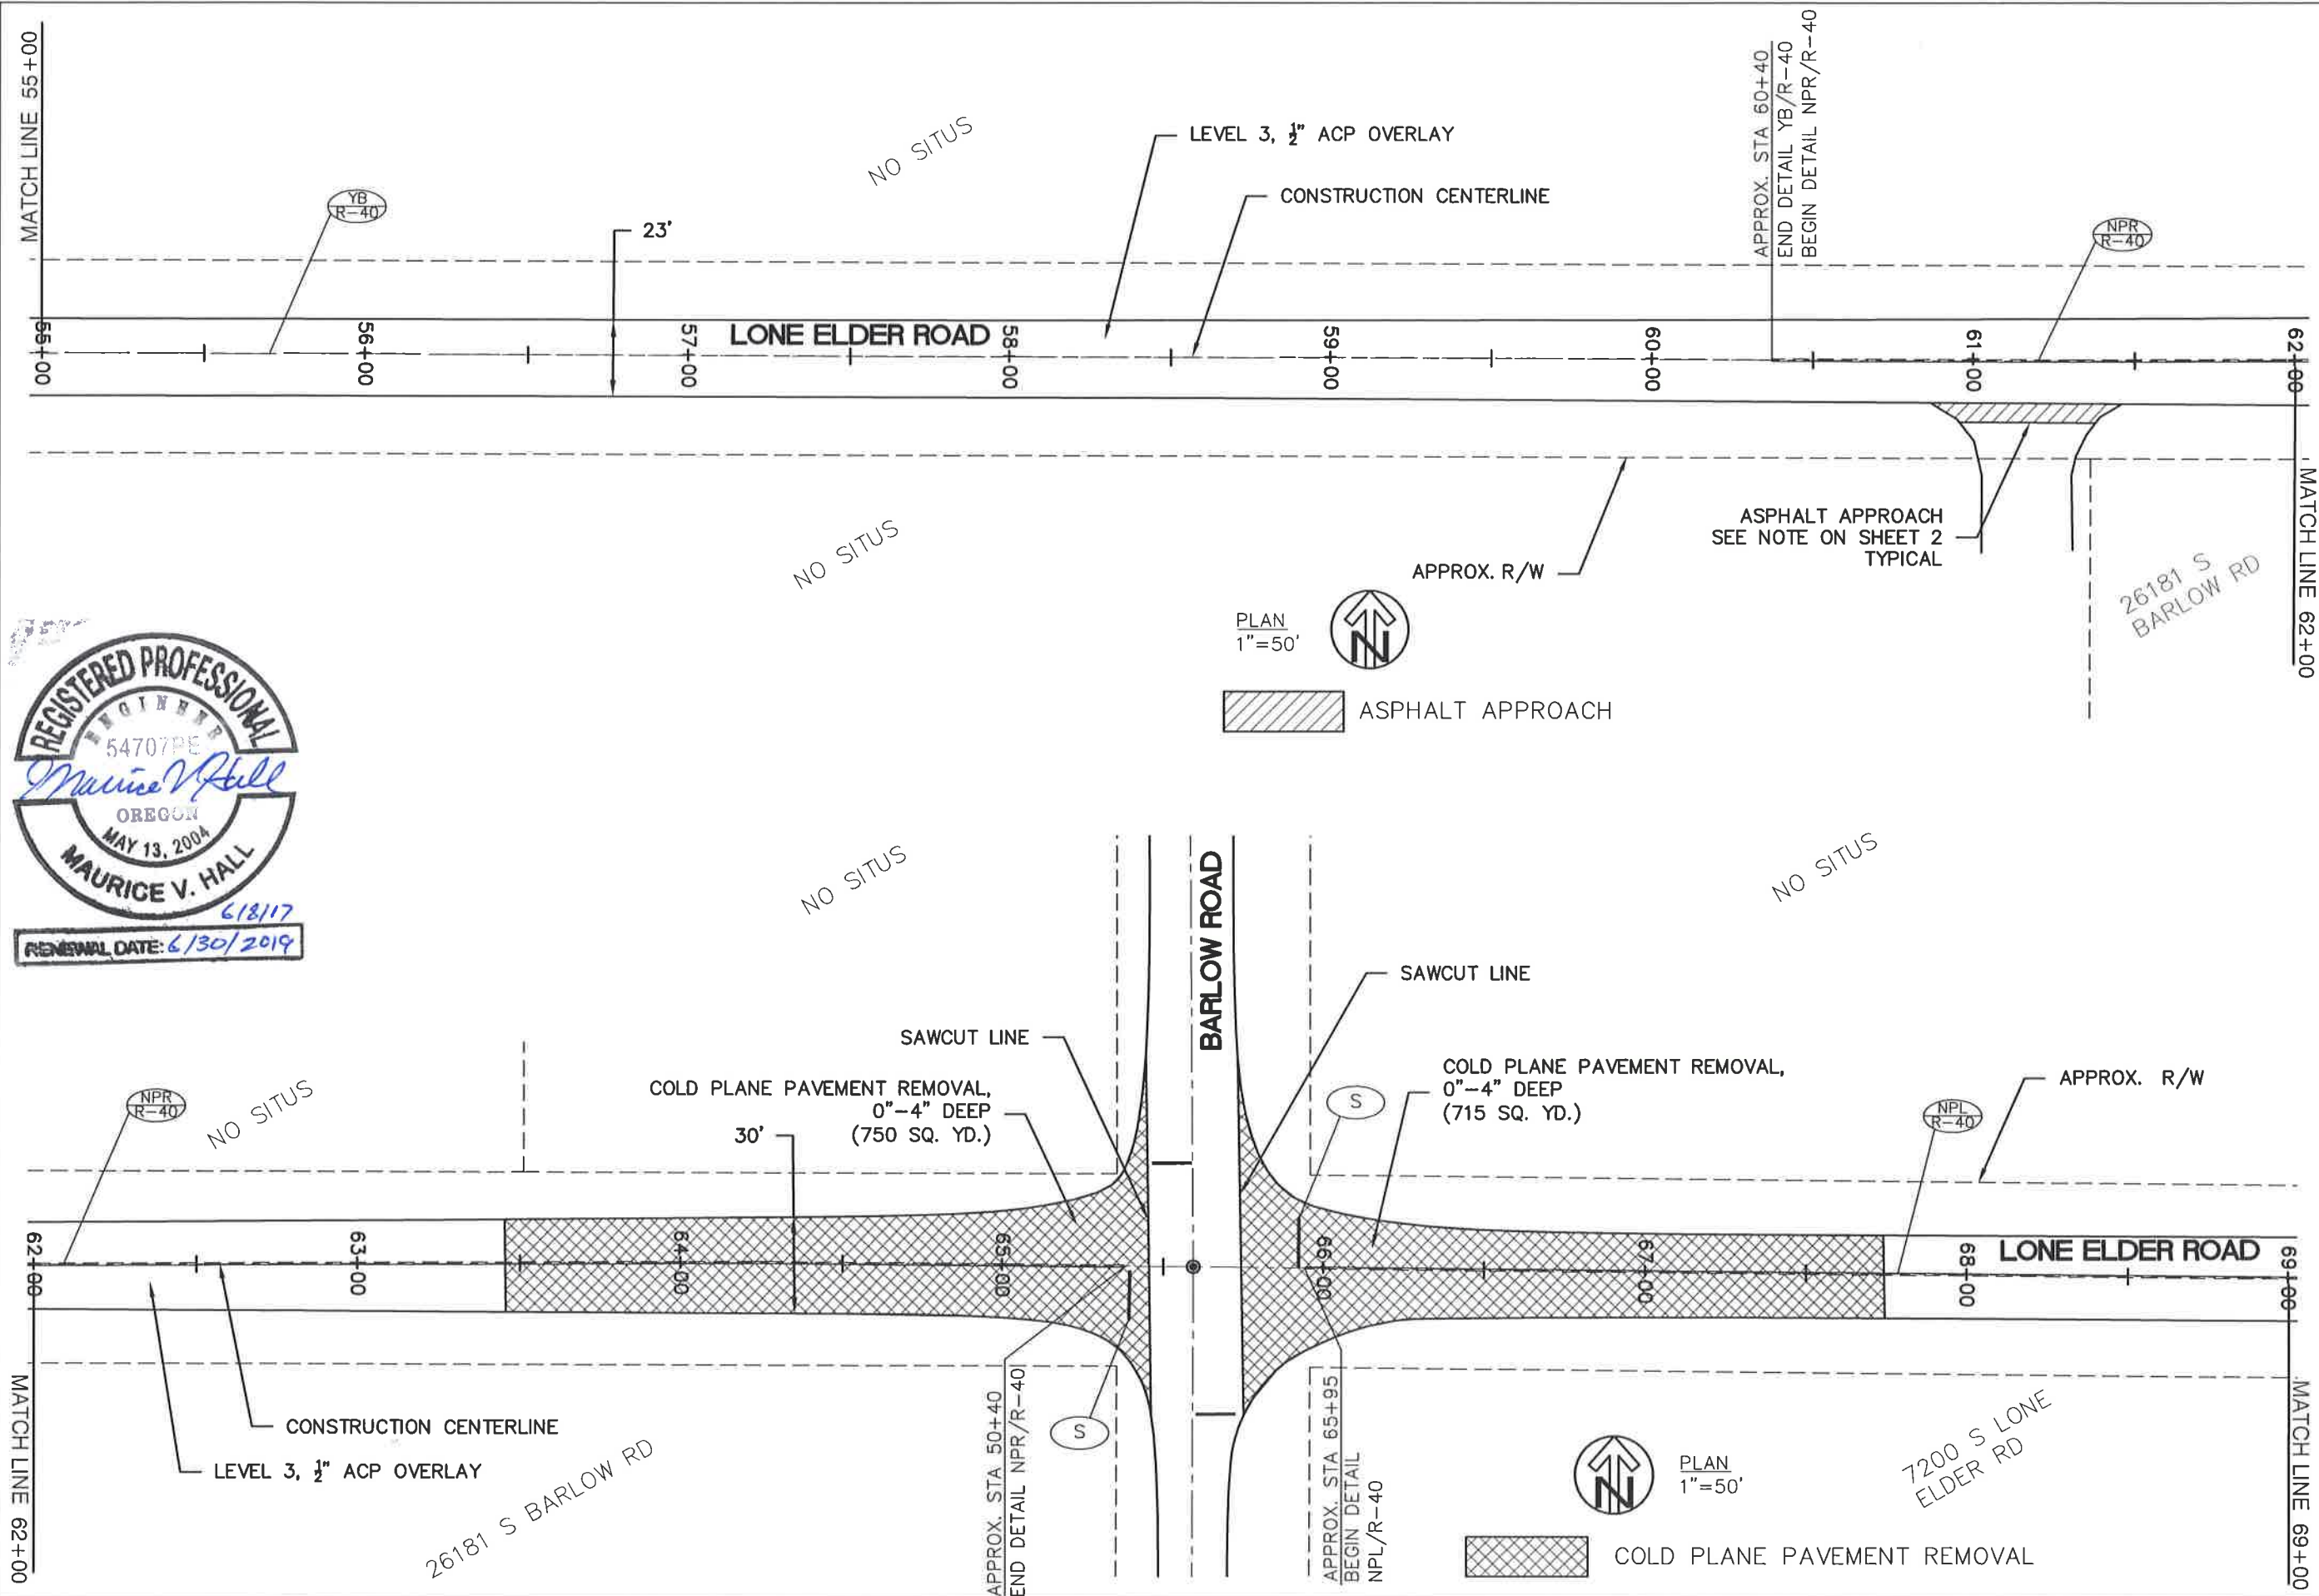 MATCH LINE 55+00
YB
R-40
23'
NO SITUS
LEVEL 3, ½" ACP OVERLAY
CONSTRUCTION CENTERLINE
APPROX. STA 60+40
END DETAIL YB/R-40
BEGIN DETAIL NPR/R-40
NPR
R-40
55+00
56+00
57+00
LONE ELDER ROAD
58+00
59+00
60+00
61+00
62+00
NO SITUS
APPROX. R/W
ASPHALT APPROACH
SEE NOTE ON SHEET 2
TYPICAL
26181 S
BARLOW RD
MATCH LINE 62+00
PLAN
1"=50'
N
ASPHALT APPROACH
REGISTERED PROFESSIONAL
ENGINEER
54707PE
Maurice V Hall
OREGON
MAY 13, 2004
MAURICE V. HALL
6/8/17
RENEWAL DATE: 6/30/2019
NO SITUS
BARLOW ROAD
NO SITUS
SAWCUT LINE
SAWCUT LINE
NPR
R-40
NO SITUS
COLD PLANE PAVEMENT REMOVAL,
0"-4" DEEP
(750 SQ. YD.)
30'
S
COLD PLANE PAVEMENT REMOVAL,
0"-4" DEEP
(715 SQ. YD.)
NPL
R-40
APPROX. R/W
62+00
63+00
64+00
65+00
66+00
67+00
68+00
LONE ELDER ROAD
69+00
MATCH LINE 62+00
CONSTRUCTION CENTERLINE
LEVEL 3, ½" ACP OVERLAY
26181 S BARLOW RD
APPROX. STA 50+40
END DETAIL NPR/R-40
S
APPROX. STA 65+95
BEGIN DETAIL
NPL/R-40
N
PLAN
1"=50'
7200 S LONE
ELDER RD
COLD PLANE PAVEMENT REMOVAL
MATCH LINE 69+00